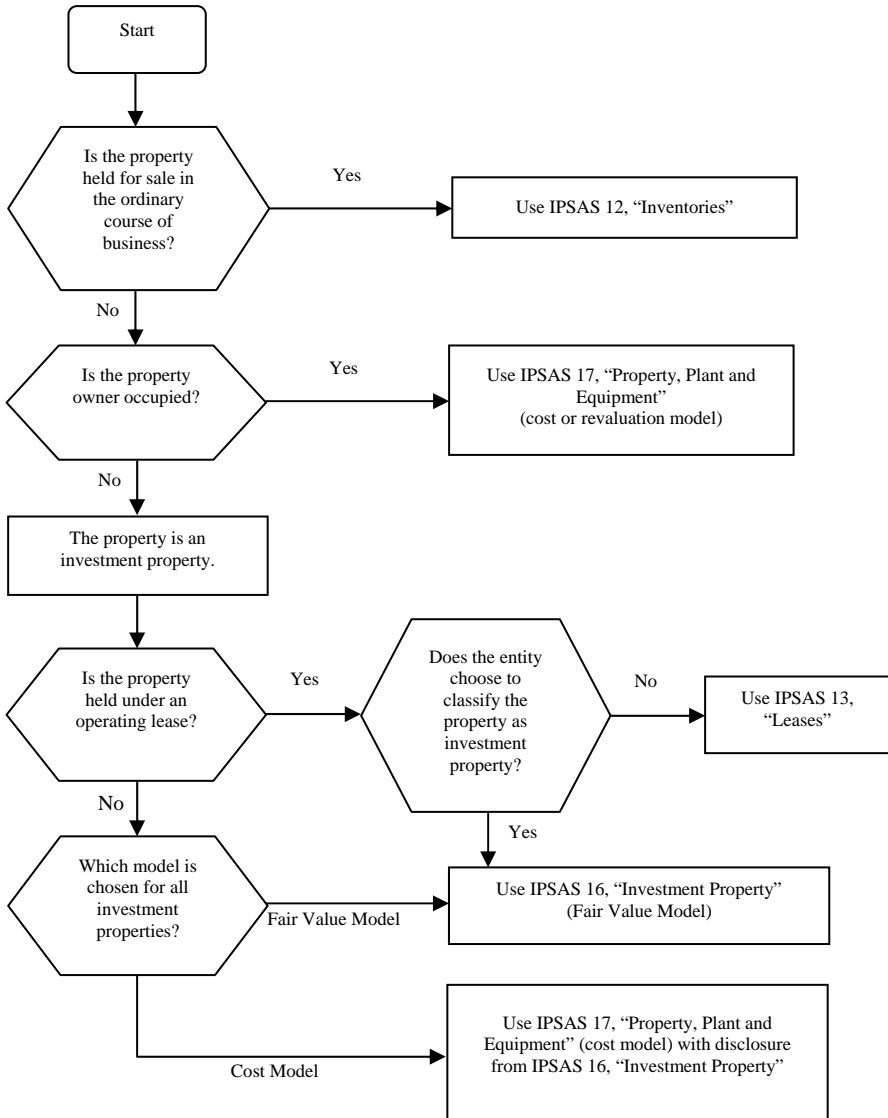 Start
Is the property
held for sale in
the ordinary
course of
business?
Yes
Use IPSAS 12, “Inventories”
No
Is the property
owner occupied?
Yes
Use IPSAS 17, “Property, Plant and
Equipment”
(cost or revaluation model)
No
The property is an
investment property.
Is the property
held under an
operating lease?
Yes
Does the entity
choose to
classify the
property as
investment
property?
No
Use IPSAS 13,
“Leases”
No
Yes
Which model is
chosen for all
investment
properties?
Fair Value Model
Use IPSAS 16, “Investment Property”
(Fair Value Model)
Cost Model
Use IPSAS 17, “Property, Plant and
Equipment” (cost model) with disclosure
from IPSAS 16, “Investment Property”